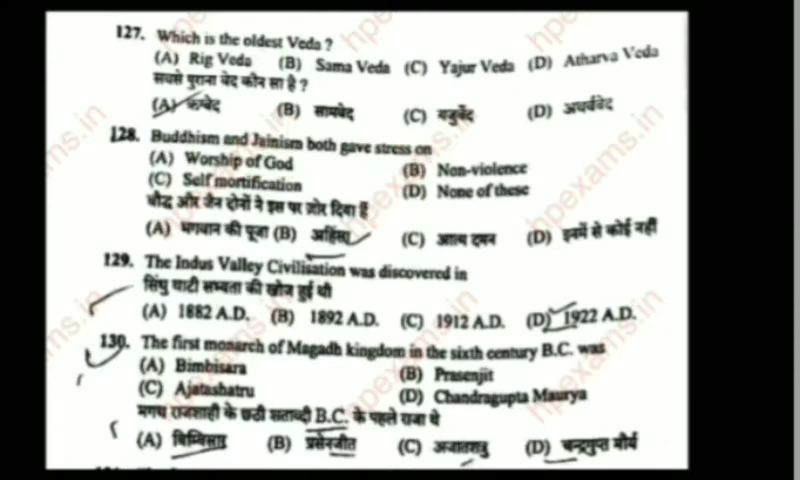 127. Which is the oldest Veda ?
(A) Rig Veda (B) Sama Veda (C) Yajur Veda (D) Atharva Veda
सबसे पुराना वेद कौन सा है ?
(A) ऋग्वेद (B) सामवेद (C) यजुर्वेद (D) अथर्ववेद
128. Buddhism and Jainism both gave stress on
(A) Worship of God (B) Non-violence
(C) Self mortification (D) None of these
बौद्ध और जैन दोनों ने इस पर ज़ोर दिया है
(A) भगवान की पूजा (B) अहिंसा (C) आत्म दमन (D) इनमें से कोई नहीं
129. The Indus Valley Civilisation was discovered in
सिंधु घाटी सभ्यता की खोज हुई थी
(A) 1882 A.D. (B) 1892 A.D. (C) 1912 A.D. (D) 1922 A.D.
130. The first monarch of Magadh kingdom in the sixth century B.C. was
(A) Bimbisara (B) Prasenjit
(C) Ajatashatru (D) Chandragupta Maurya
मगध राजशाही के छठी सताब्दी B.C. के पहले राजा थे
(A) बिम्बिसार (B) प्रसेनजीत (C) अजातशत्रु (D) चन्द्रगुप्त मौर्य
hpexams.in